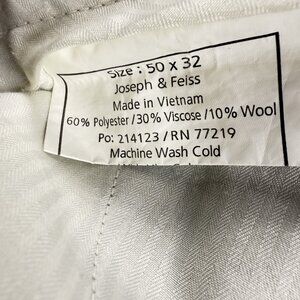 Size : 50 x 32
Joseph & Feiss
Made in Vietnam
60% Polyester /30% Viscose /10% Wool
Po: 214123 / RN 77219
Machine Wash Cold